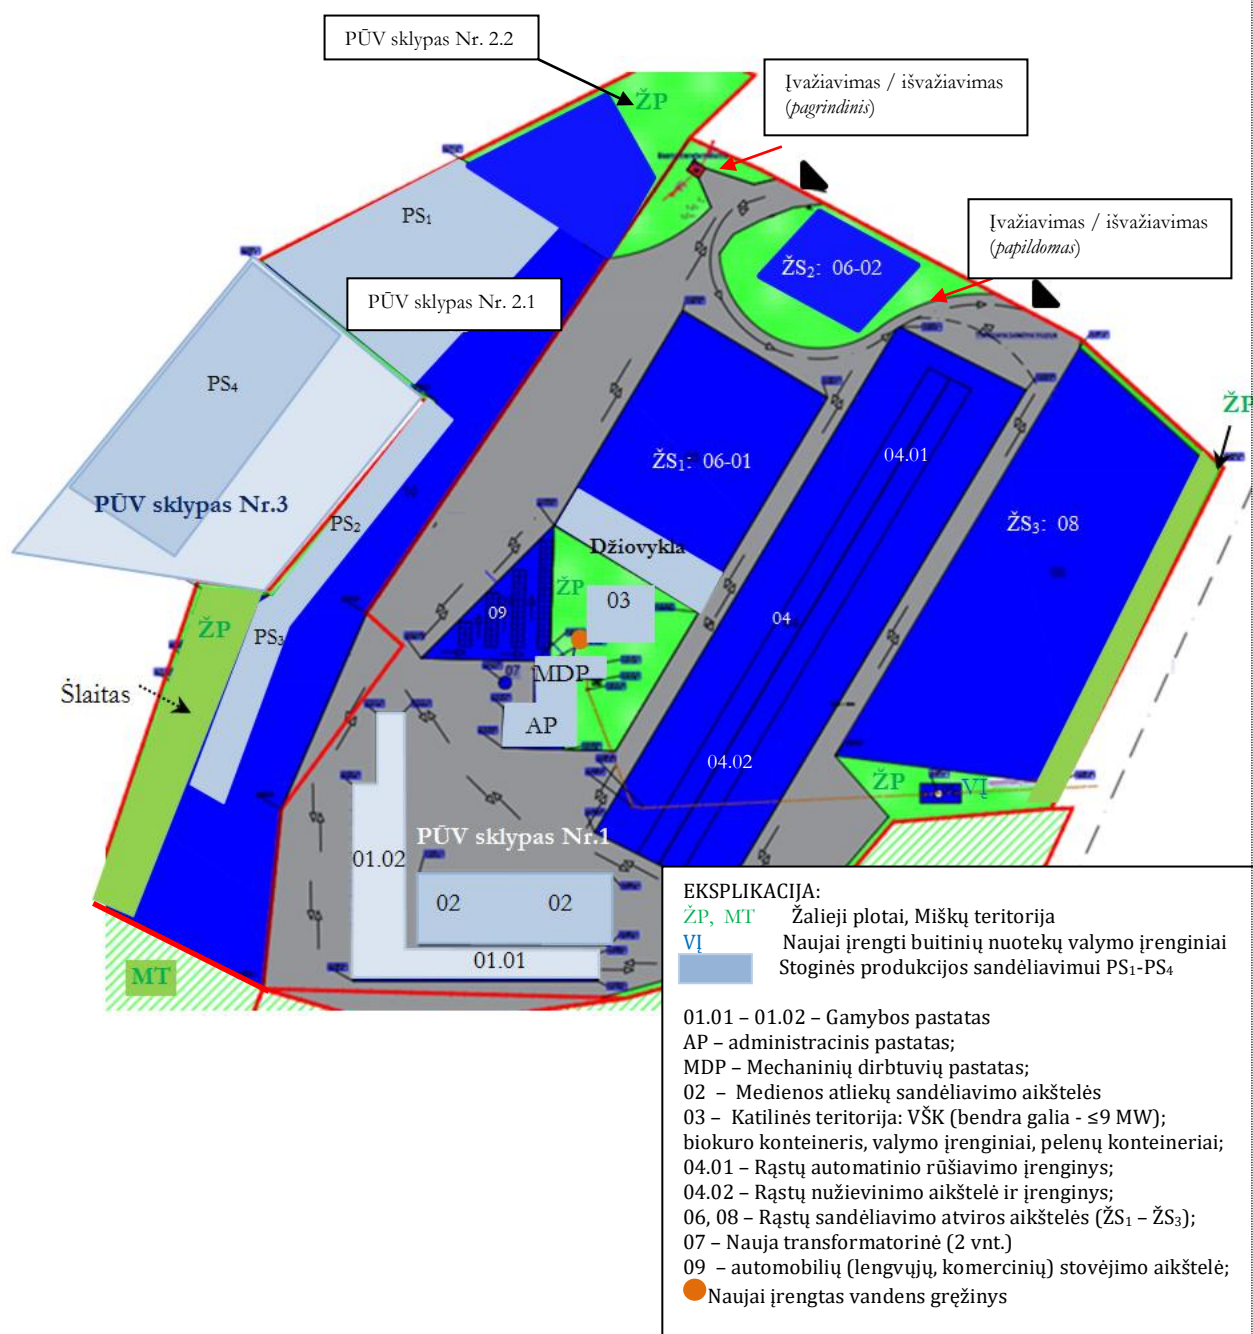 PŪV sklypas Nr. 2.2
Įvažiavimas / išvažiavimas
(pagrindinis)
ŽP
PS₁
Įvažiavimas / išvažiavimas
(papildomas)
ŽS₂: 06-02
PŪV sklypas Nr. 2.1
PS₄
ŽP
04.01
ŽS₁: 06-01
PŪV sklypas Nr.3
PS₂
ŽS₃: 08
Džiovykla
ŽP
03
09
04
ŽP
PS₃
07
MDP
Šlaitas
AP
04.02
ŽP
VĮ
PŪV sklypas Nr.1
01.02
02
02
01.01
MT
EKSPLIKACIJA:
ŽP, MT Žalieji plotai, Miškų teritorija
VĮ Naujai įrengti buitinių nuotekų valymo įrenginiai
Stoginės produkcijos sandėliavimui PS₁-PS₄
01.01 – 01.02 – Gamybos pastatas
AP – administracinis pastatas;
MDP – Mechaninių dirbtuvių pastatas;
02 – Medienos atliekų sandėliavimo aikštelės
03 – Katilinės teritorija: VŠK (bendra galia - ≤9 MW);
biokuro konteineris, valymo įrenginiai, pelenų konteineriai;
04.01 – Rąstų automatinio rūšiavimo įrenginys;
04.02 – Rąstų nužievinimo aikštelė ir įrenginys;
06, 08 – Rąstų sandėliavimo atviros aikštelės (ŽS₁ – ŽS₃);
07 – Nauja transformatorinė (2 vnt.)
09 – automobilių (lengvųjų, komercinių) stovėjimo aikštelė;
Naujai įrengtas vandens gręžinys